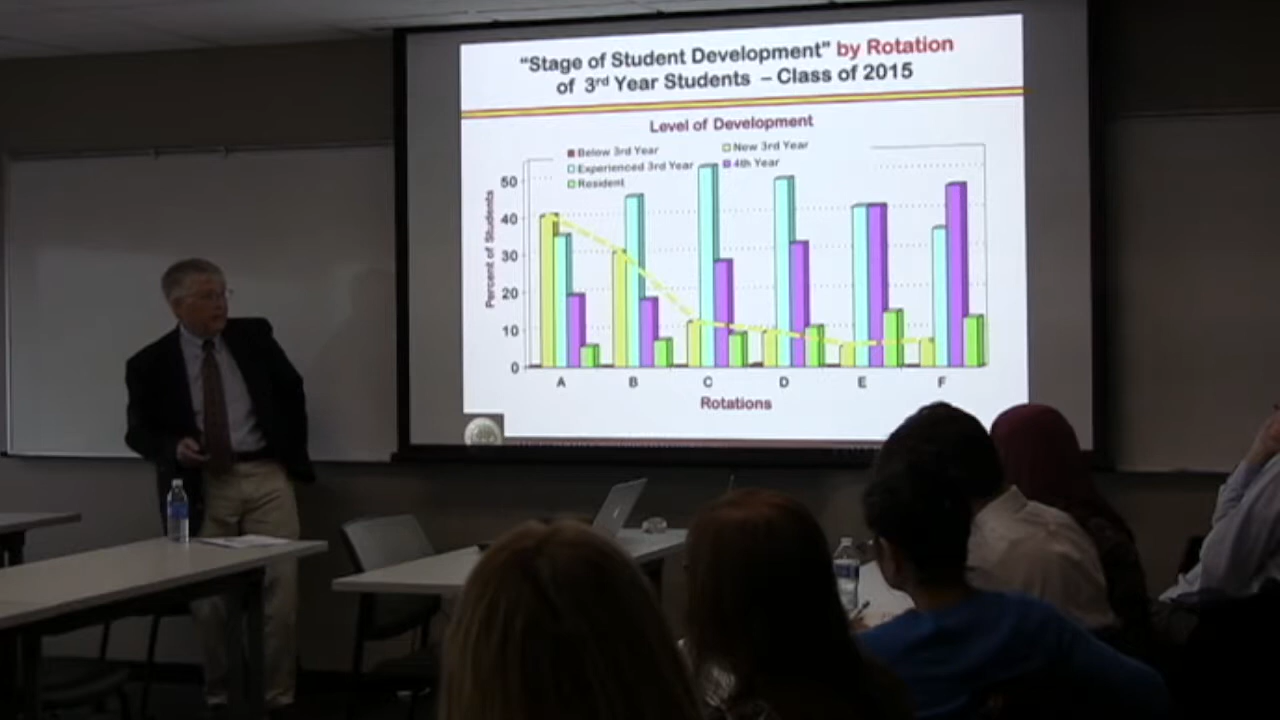 “Stage of Student Development” by Rotation
of 3rd Year Students – Class of 2015
Level of Development
Below 3rd Year
New 3rd Year
Experienced 3rd Year
4th Year
Resident
Percent of Students
50
40
30
20
10
0
A B C D E F
Rotations